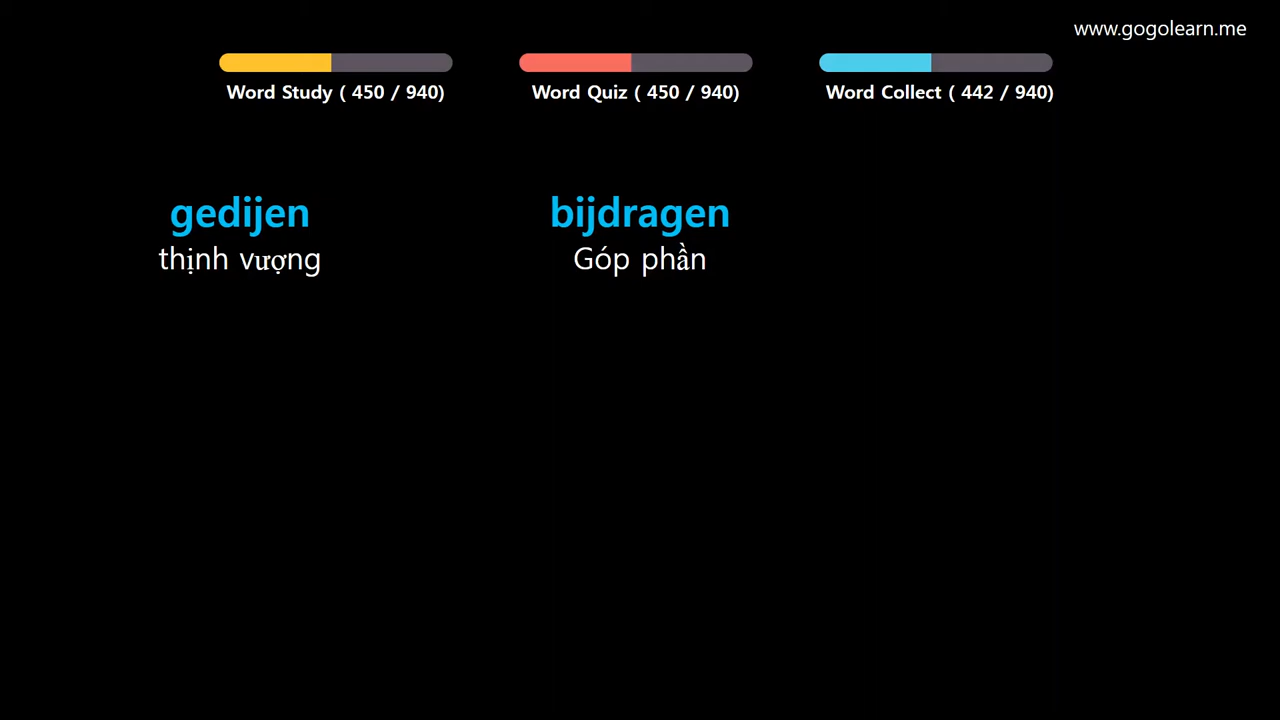 www.gogolearn.me
Word Study ( 450 / 940)
Word Quiz ( 450 / 940)
Word Collect ( 442 / 940)
gedijen
thịnh vượng
bijdragen
Góp phần